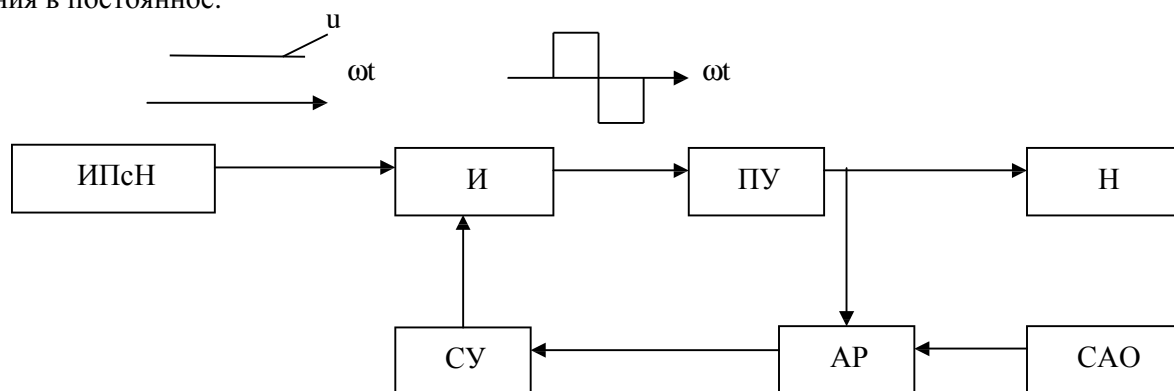 ния в постоянное.
u
ωt
ωt
ИПсН
И
ПУ
Н
СУ
АР
САО